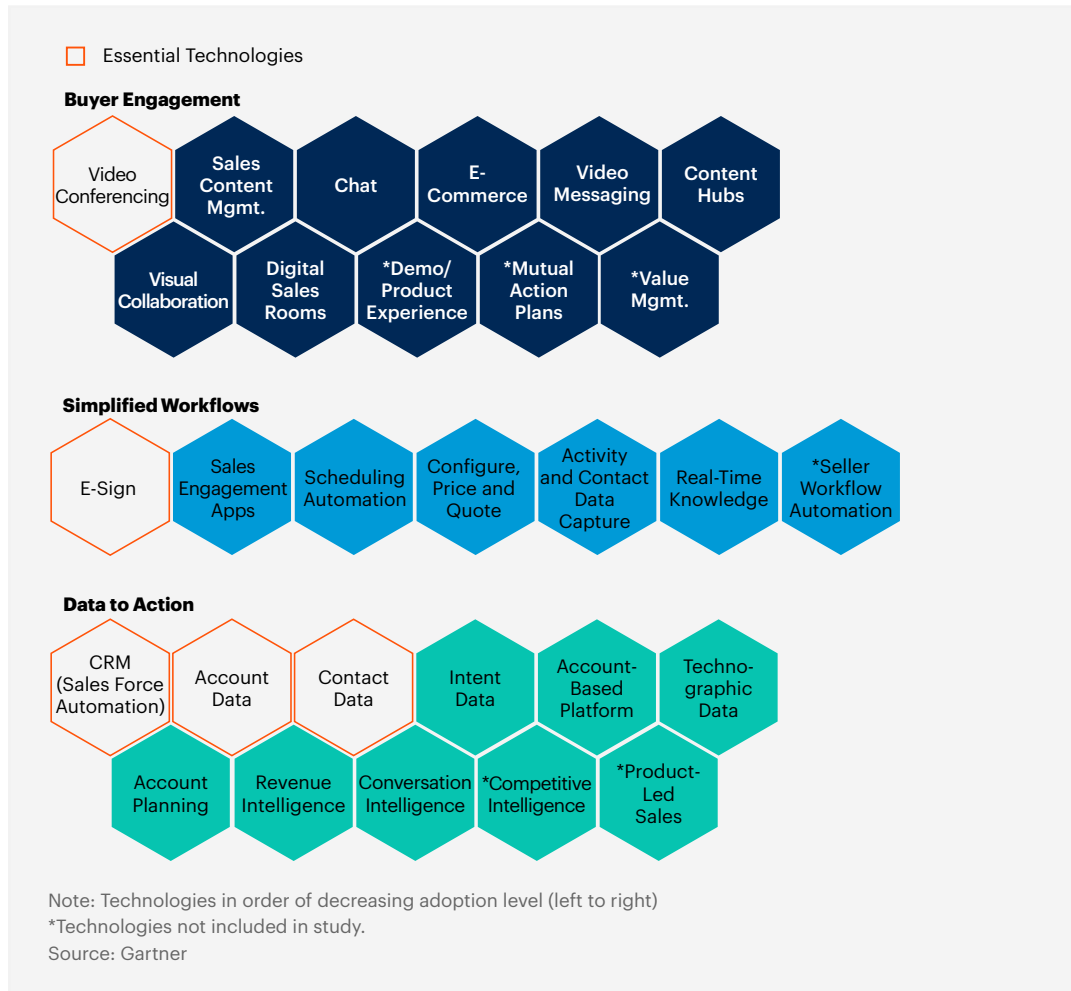 Essential Technologies
Buyer Engagement
Video
Conferencing
Sales
Content
Mgmt.
Chat
E-
Commerce
Video
Messaging
Content
Hubs
Visual
Collaboration
Digital
Sales
Rooms
*Demo/
Product
Experience
*Mutual
Action
Plans
*Value
Mgmt.
Simplified Workflows
E-Sign
Sales
Engagement
Apps
Scheduling
Automation
Configure,
Price and
Quote
Activity
and Contact
Data
Capture
Real-Time
Knowledge
*Seller
Workflow
Automation
Data to Action
CRM
(Sales Force
Automation)
Account
Data
Contact
Data
Intent
Data
Account-
Based
Platform
Techno-
graphic
Data
Account
Planning
Revenue
Intelligence
Conversation
Intelligence
*Competitive
Intelligence
*Product-
Led
Sales
Note: Technologies in order of decreasing adoption level (left to right)
*Technologies not included in study.
Source: Gartner